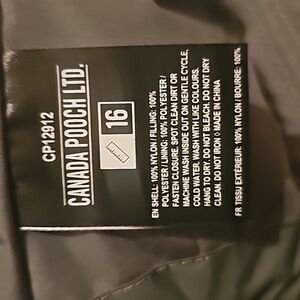 CP12912
CANADA POOCH LTD.
16
EN SHELL: 100% NYLON / FILLING: 100%
POLYESTER / LINING: 100% POLYESTER /
FASTEN CLOSURE. SPOT CLEAN DIRT OR
MACHINE WASH INSIDE OUT ON GENTLE CYCLE,
COLD WATER. WASH WITH LIKE COLOURS.
HANG TO DRY. DO NOT BLEACH. DO NOT DRY
CLEAN. DO NOT IRON ◊ MADE IN CHINA
FR TISSU EXTÉRIEUR: 100% NYLON / BOURRE: 100%